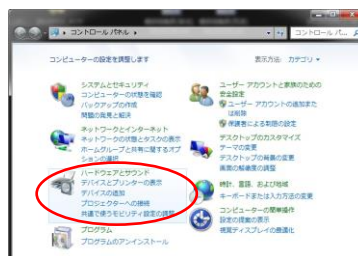 コントロール パネル
コントロール パネル
コンピューターの設定を調整します
表示方法: カテゴリ
システムとセキュリティ
コンピューターの状態を確認
バックアップの作成
問題の発見と解決
ネットワークとインターネット
ネットワークの状態とタスクの表示
ホームグループと共有に関するオプ
ションの選択
ハードウェアとサウンド
デバイスとプリンターの表示
デバイスの追加
プロジェクターへの接続
共通で使うモビリティ設定の調整
プログラム
プログラムのアンインストール
ユーザー アカウントと家族のための
安全設定
ユーザー アカウントの追加また
は削除
保護者による制限の設定
デスクトップのカスタマイズ
テーマの変更
デスクトップの背景の変更
画面の解像度の調整
時計、言語、および地域
キーボードまたは入力方法の変更
コンピューターの簡単操作
設定の提案の表示
視覚ディスプレイの最適化